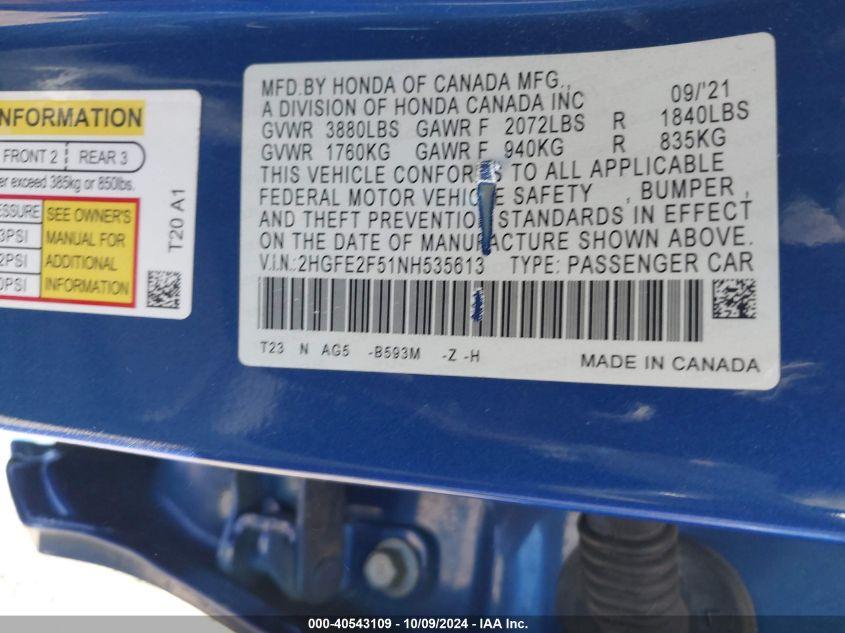 INFORMATION
FRONT 2 REAR 3
exceed 385kg or 850lbs.
SEE OWNER'S
3PSI MANUAL FOR
2PSI ADDITIONAL
0PSI INFORMATION
T20 A1
MFD.BY HONDA OF CANADA MFG.,
A DIVISION OF HONDA CANADA INC 09/'21
GVWR 3880LBS GAWR F 2072LBS R 1840LBS
GVWR 1760KG GAWR F 940KG R 835KG
THIS VEHICLE CONFORMS TO ALL APPLICABLE
FEDERAL MOTOR VEHICLE SAFETY , BUMPER ,
AND THEFT PREVENTION STANDARDS IN EFFECT
ON THE DATE OF MANUFACTURE SHOWN ABOVE.
V.I.N.:2HGFE2F51NH535613 TYPE: PASSENGER CAR
T23 N AG5 -B593M -Z -H
MADE IN CANADA
000-40543109 - 10/09/2024 - IAA Inc.